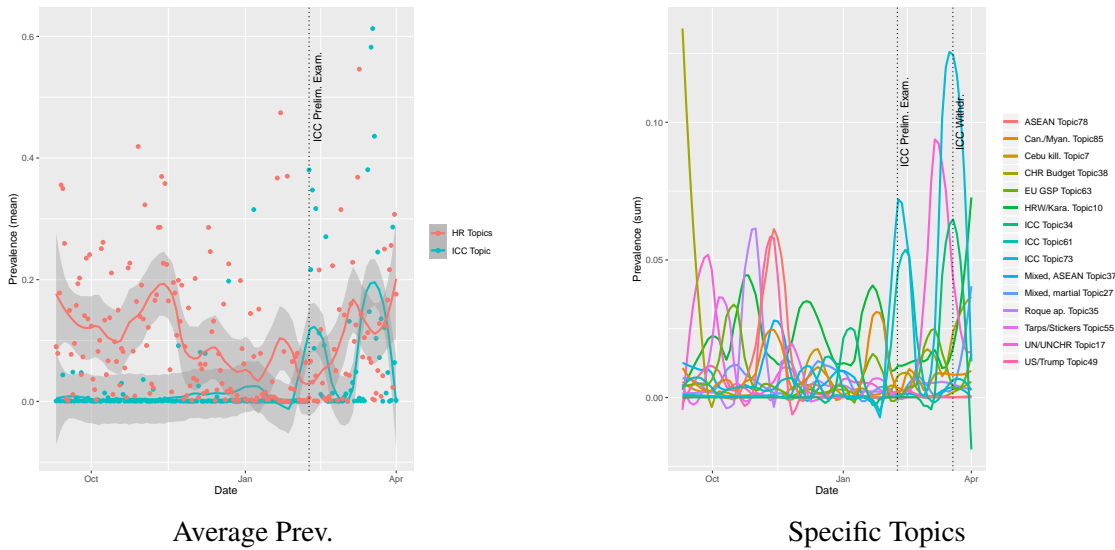 0.6
0.4
0.2
0.0
Prevalence (mean)
ICC Prelim. Exam.
Oct
Jan
Apr
Date
HR Topics
ICC Topic
Average Prev.
0.10
0.05
0.00
Prevalence (sum)
ICC Prelim. Exam.
ICC Withdr.
Oct
Jan
Apr
Date
ASEAN Topic78
Can./Myan. Topic85
Cebu kill. Topic7
CHR Budget Topic38
EU GSP Topic63
HRW/Kara. Topic10
ICC Topic34
ICC Topic61
ICC Topic73
Mixed, ASEAN Topic37
Mixed, martial Topic27
Roque ap. Topic35
Tarps/Stickers Topic55
UN/UNCHR Topic17
US/Trump Topic49
Specific Topics